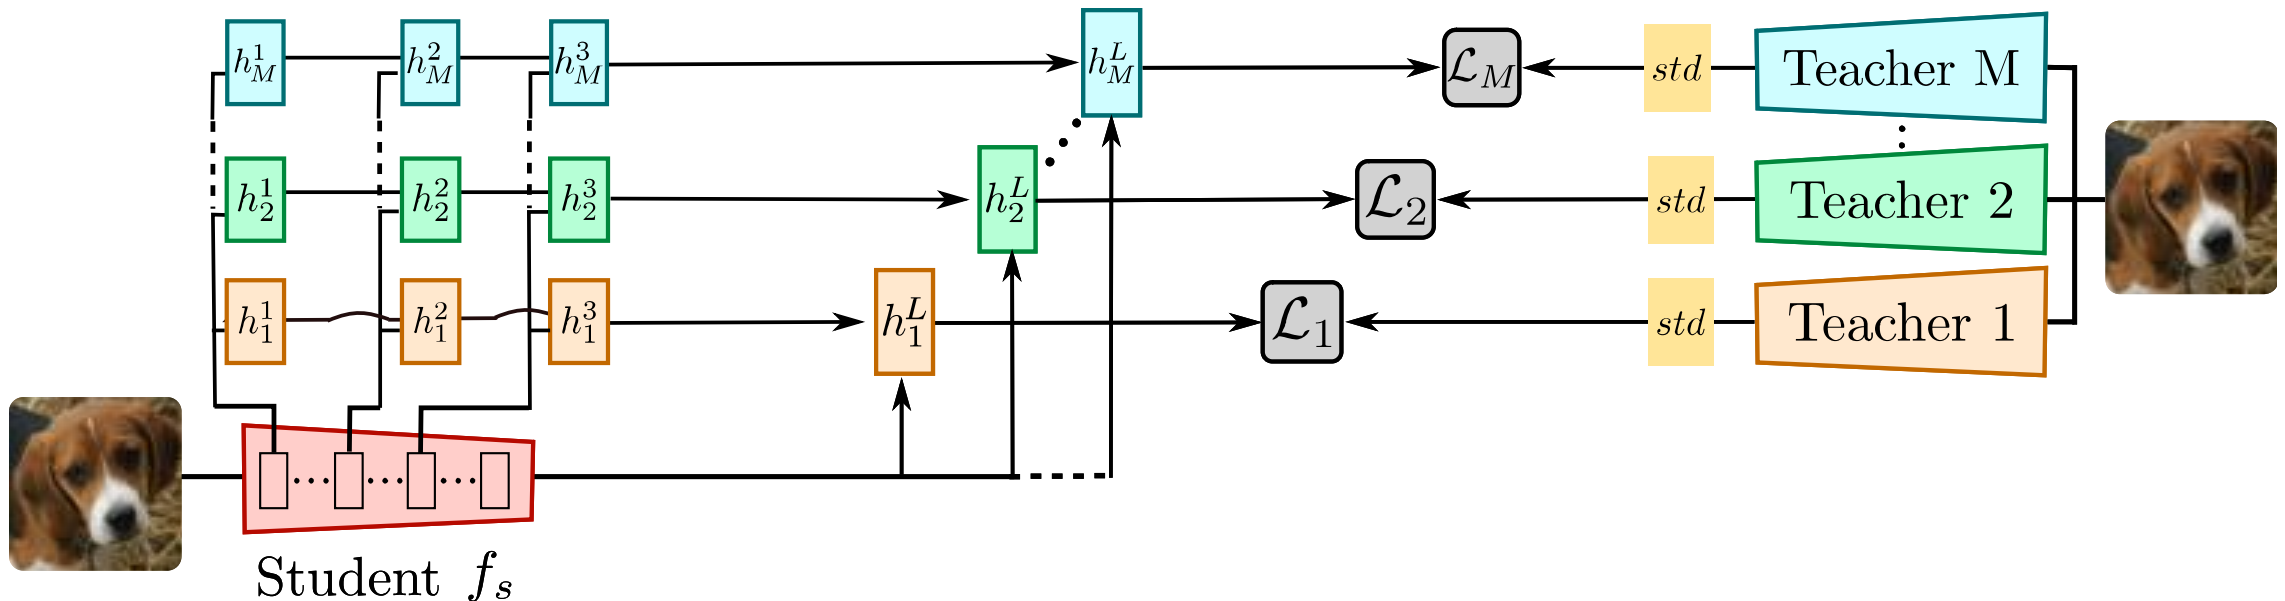 h_M^1 h_M^2 h_M^3 h_M^L ℒ_M std Teacher M
h_2^1 h_2^2 h_2^3 h_2^L ℒ_2 std Teacher 2
h_1^1 h_1^2 h_1^3 h_1^L ℒ_1 std Teacher 1
Student f_s